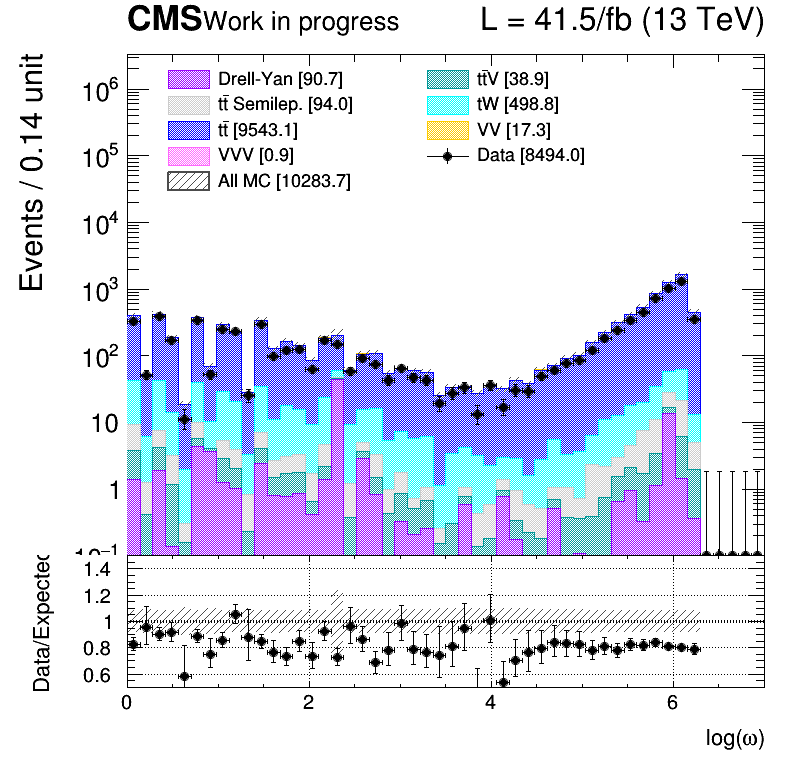 CMS Work in progress L = 41.5/fb (13 TeV)
Events / 0.14 unit
Drell-Yan [90.7] tt̄V [38.9]
tt̄ Semilep. [94.0] tW [498.8]
tt̄ [9543.1] VV [17.3]
VVV [0.9] Data [8494.0]
All MC [10283.7]
10⁶
10⁵
10⁴
10³
10²
10
1
10⁻¹
Data/Expected
1.4
1.2
1
0.8
0.6
0 2 4 6
log(ω)